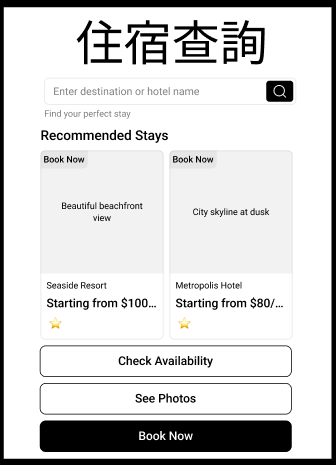 住宿查詢
Enter destination or hotel name
Find your perfect stay
Recommended Stays
Book Now
Book Now
Beautiful beachfront
view
City skyline at dusk
Seaside Resort
Metropolis Hotel
Starting from $100...
Starting from $80/...
Check Availability
See Photos
Book Now